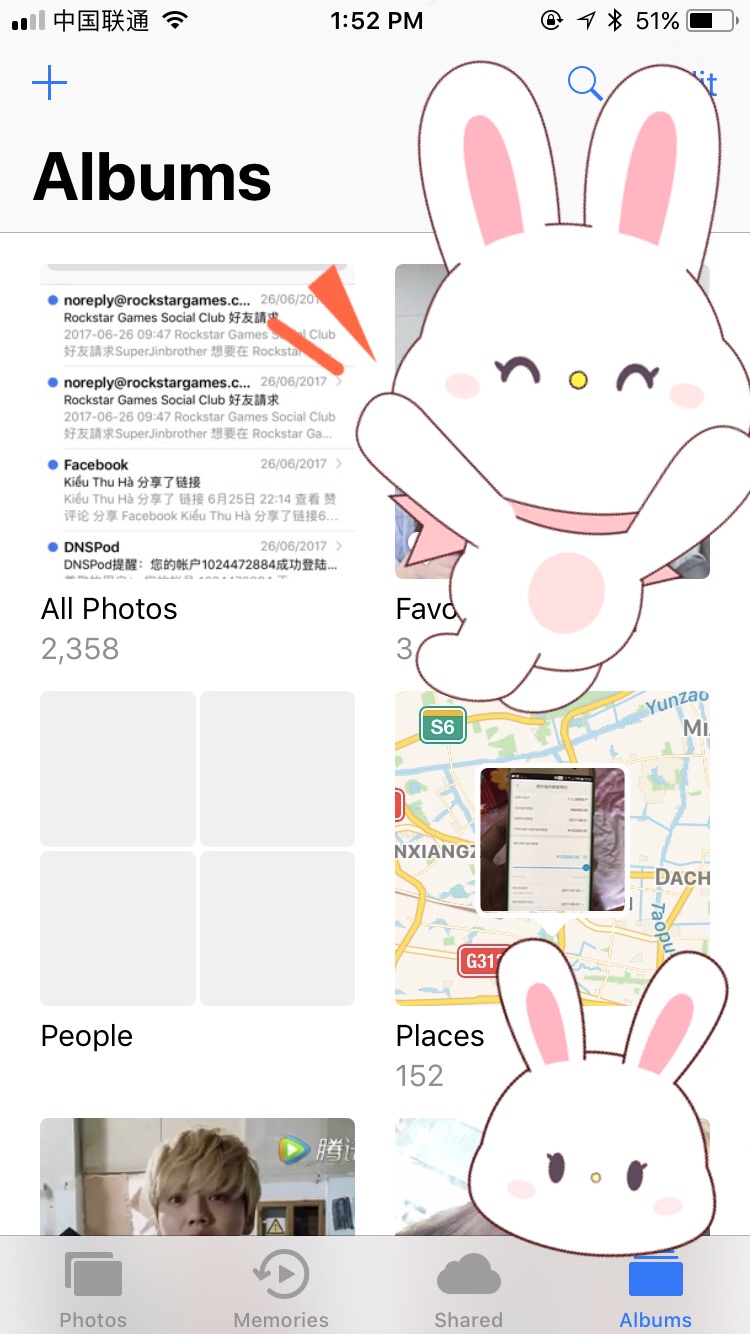 中国联通
1:52 PM
51%
Albums
noreply@rockstargames.c...
Rockstar Games Social Club 好友請求
2017-06-26 09:47 Rockstar Games Social Club
好友請求SuperJinbrother 想要在
noreply@rockstargames.c... 26/06/2017
Rockstar Games Social Club 好友請求
2017-06-26 09:47 Rockstar Games Social Club
好友請求SuperJinbrother 想要在 Rockstar Ga...
Facebook 26/06/2017
Kiều Thu Hà 分享了链接
Kiều Thu Hà 分享了 链接 6月25日 22:14 查看 赞
评论 分享 Facebook Kiều Thu Hà 分享了链接6...
DNSPod 26/06/2017
DNSPod提醒：您的帐户1024472884成功登陆...
All Photos
2,358
Favo
3
Yunzao
S6
Mi
NXIANGZ
DACH
Taopu
G312
People
Places
152
腾讯
Photos
Memories
Shared
Albums